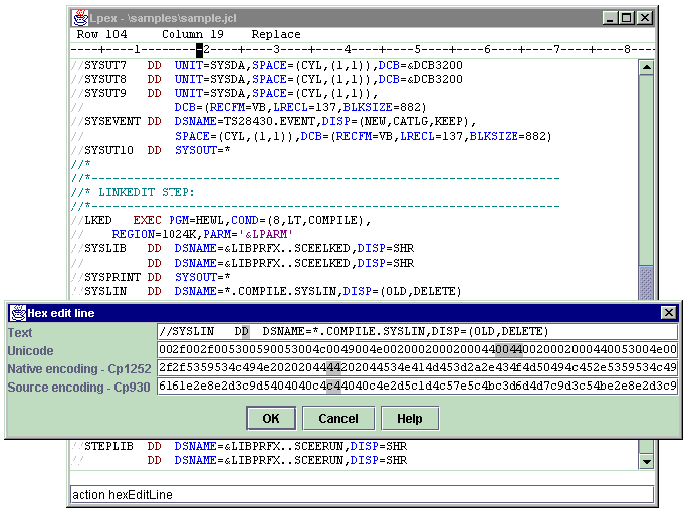 Lpex - \samples\sample.jcl
Row 104 Column 19 Replace
----+----1----+----2----+----3----+----4----+----5----+----6----+----7----+----8--
//SYSUT7 DD UNIT=SYSDA,SPACE=(CYL,(1,1)),DCB=&DCB3200
//SYSUT8 DD UNIT=SYSDA,SPACE=(CYL,(1,1)),DCB=&DCB3200
//SYSUT9 DD UNIT=SYSDA,SPACE=(CYL,(1,1)),
// DCB=(RECFM=VB,LRECL=137,BLKSIZE=882)
//SYSEVENT DD DSNAME=TS28430.EVENT,DISP=(NEW,CATLG,KEEP),
// SPACE=(CYL,(1,1)),DCB=(RECFM=VB,LRECL=137,BLKSIZE=882)
//SYSUT10 DD SYSOUT=*
//*
//*-------------------------------------------------------------------
//* LINKEDIT STEP:
//*-------------------------------------------------------------------
//LKED EXEC PGM=HEWL,COND=(8,LT,COMPILE),
// REGION=1024K,PARM='&LPARM'
//SYSLIB DD DSNAME=&LIBPRFX..SCEELKED,DISP=SHR
// DD DSNAME=&LIBPRFX..SCEELKED,DISP=SHR
//SYSPRINT DD SYSOUT=*
//SYSLIN DD DSNAME=*.COMPILE.SYSLIN,DISP=(OLD,DELETE)
Hex edit line
Text //SYSLIN DD DSNAME=*.COMPILE.SYSLIN,DISP=(OLD,DELETE)
Unicode 002f002f005300590053004c0049004e002000200020004400440020002000440053004e00
Native encoding - Cp1252 2f2f5359534c494e2020204444202044534e414d453d2a2e434f4d50494c452e5359534c49
Source encoding - Cp930 6161e2e8e2d3c9d5404040c4c44040c4e2d5c1d4c57e5c4bc3d6d4d7c9d3c54be2e8e2d3c9
OK Cancel Help
//STEPLIB DD DSNAME=&LIBPRFX..SCEERUN,DISP=SHR
// DD DSNAME=&LIBPRFX..SCEERUN,DISP=SHR
action hexEditLine